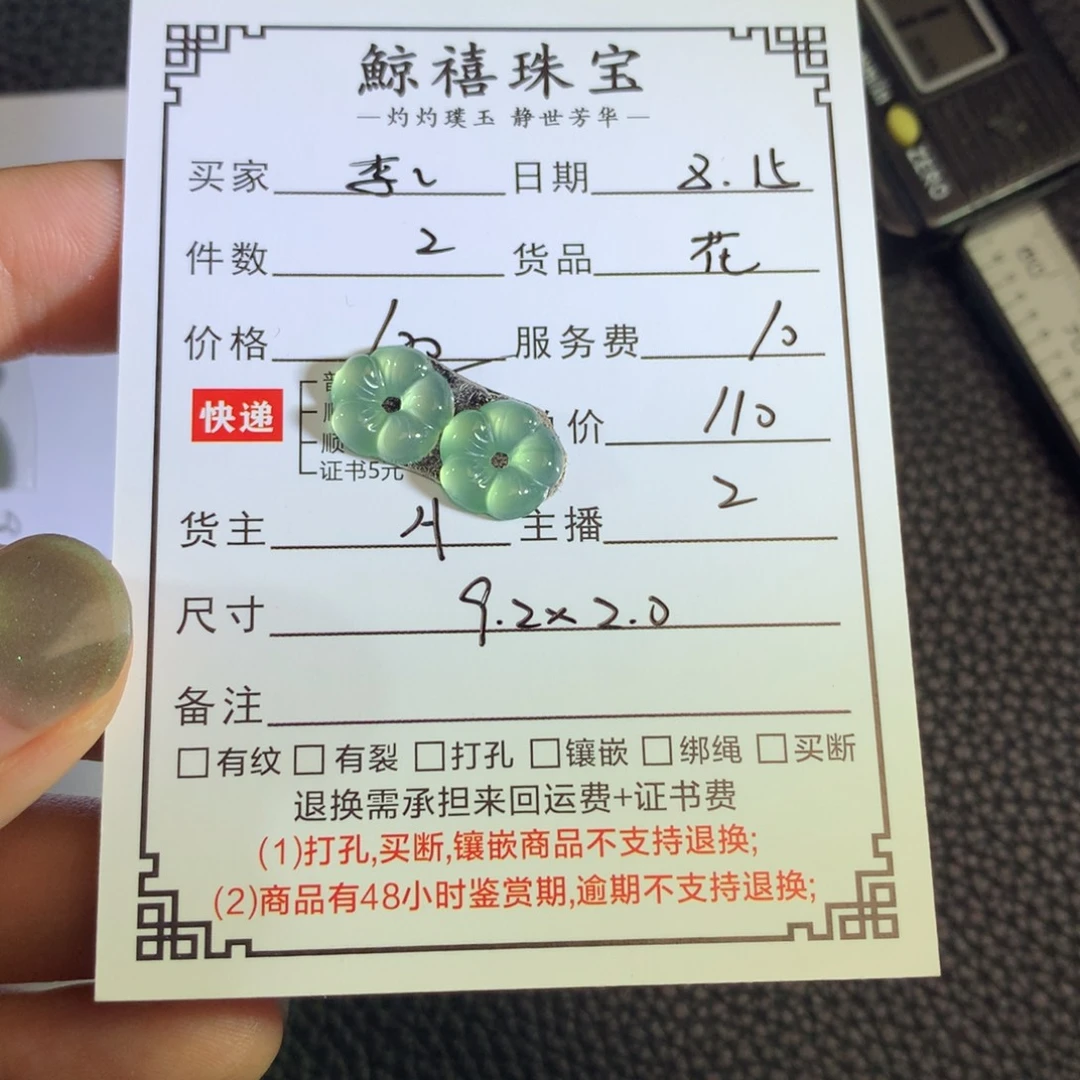 鲸禧珠宝
—灼灼璞玉 静世芳华—
买家 李 日期 8.15
件数 2 货品 花
价格 100 服务费 10
快递
顺
证书5元
价 110
货主 主播 2
尺寸 9.2×2.0
备注
□有纹 □有裂 □打孔 □镶嵌 □绑绳 □买断
退换需承担来回运费+证书费
(1)打孔,买断,镶嵌商品不支持退换;
(2)商品有48小时鉴赏期,逾期不支持退换;
ZERO